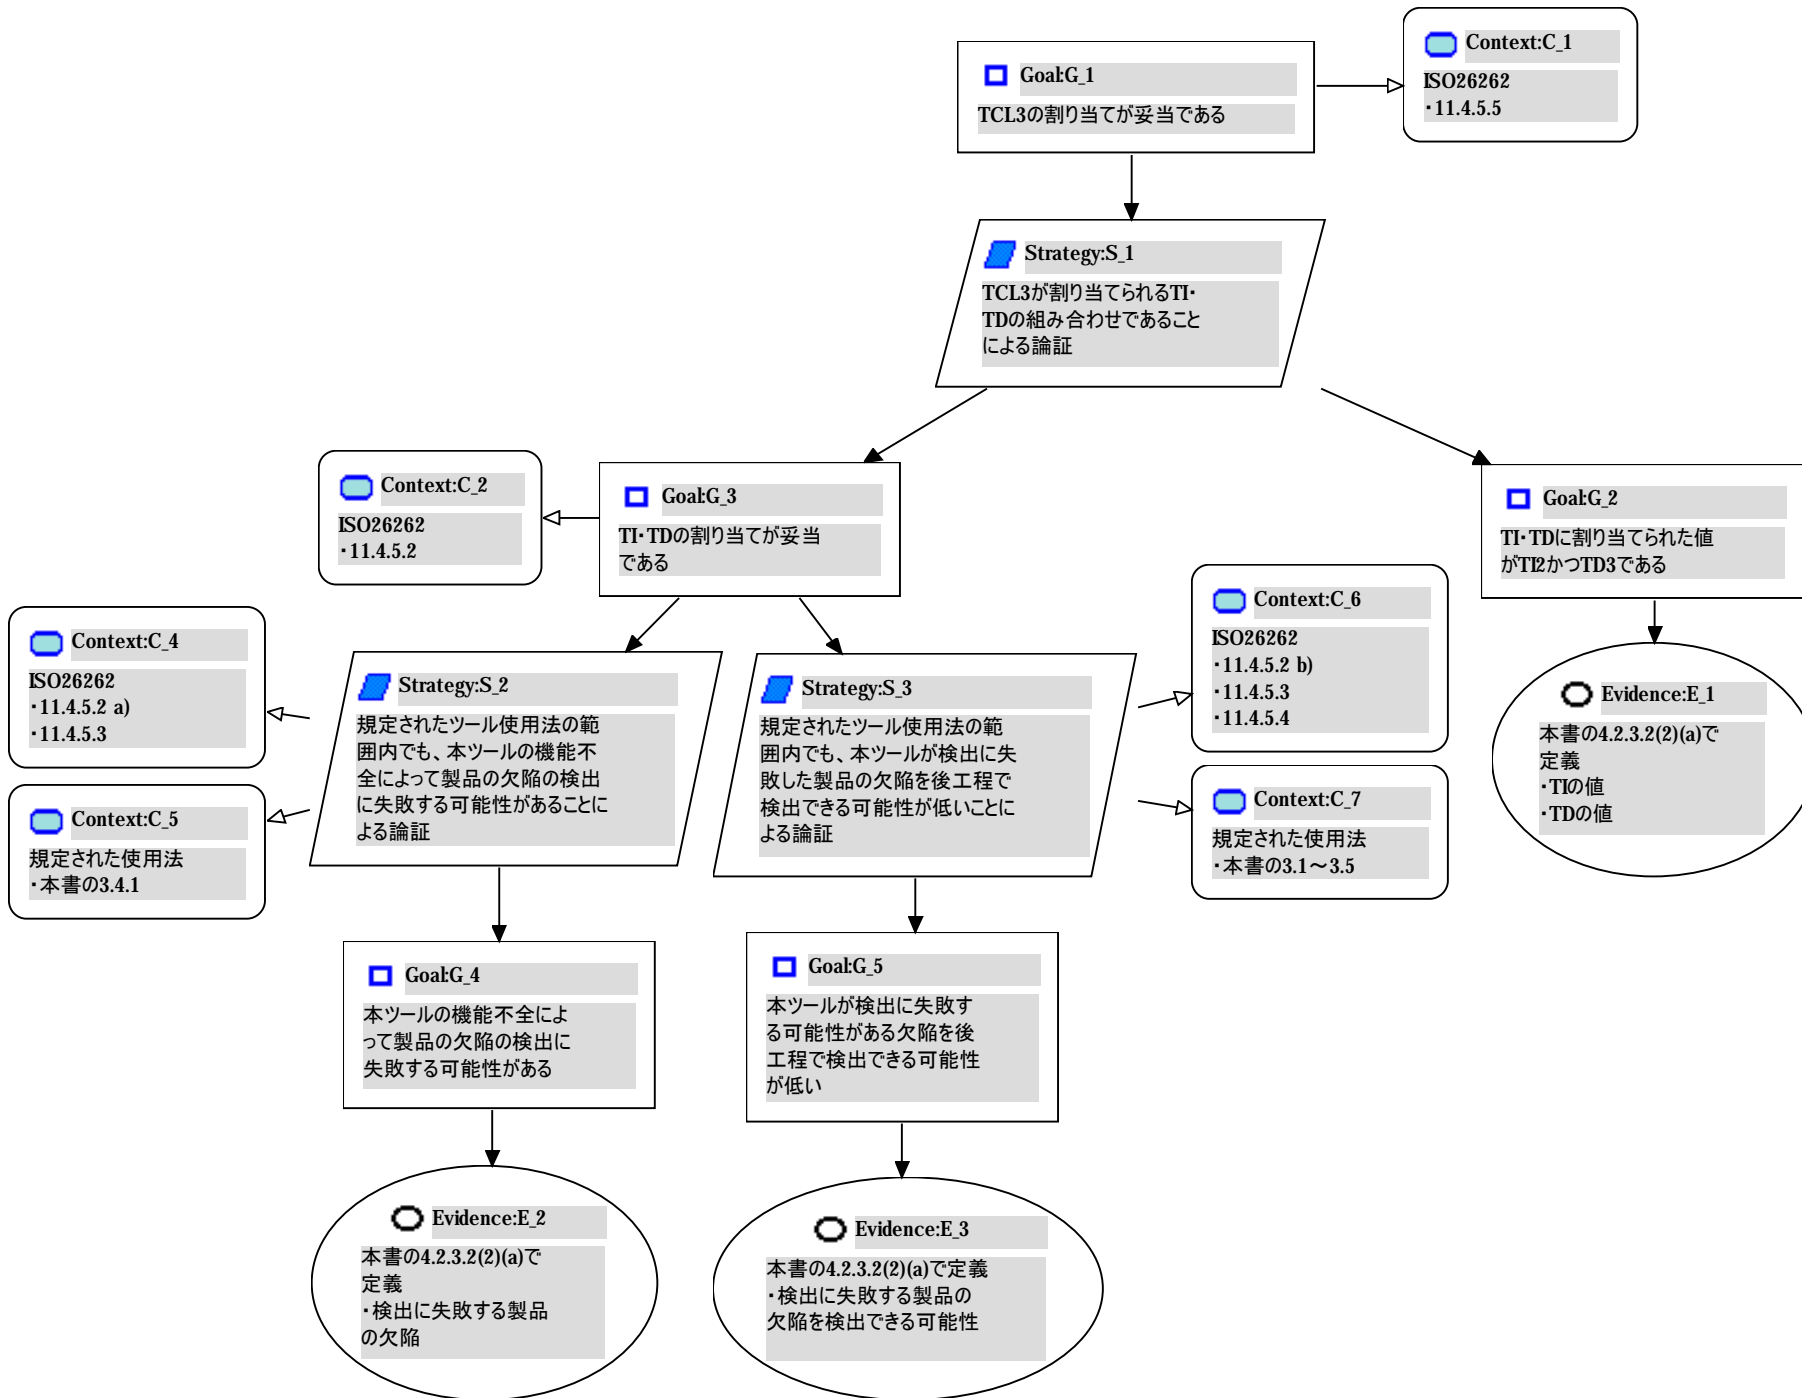 Goal:G_1
TCL3の割り当てが妥当である
Context:C_1
ISO26262
・11.4.5.5
Strategy:S_1
TCL3が割り当てられるTI・
TDの組み合わせであること
による論証
Context:C_2
ISO26262
・11.4.5.2
Goal:G_3
TI・TDの割り当てが妥当
である
Goal:G_2
TI・TDに割り当てられた値
がTI2かつTD3である
Context:C_4
ISO26262
・11.4.5.2 a)
・11.4.5.3
Context:C_5
規定された使用法
・本書の3.4.1
Strategy:S_2
規定されたツール使用法の範
囲内でも、本ツールの機能不
全によって製品の欠陥の検出
に失敗する可能性があることに
よる論証
Strategy:S_3
規定されたツール使用法の範
囲内でも、本ツールが検出に失
敗した製品の欠陥を後工程で
検出できる可能性が低いことに
よる論証
Context:C_6
ISO26262
・11.4.5.2 b)
・11.4.5.3
・11.4.5.4
Context:C_7
規定された使用法
・本書の3.1～3.5
Evidence:E_1
本書の4.2.3.2(2)(a)で
定義
・TIの値
・TDの値
Goal:G_4
本ツールの機能不全によ
って製品の欠陥の検出に
失敗する可能性がある
Goal:G_5
本ツールが検出に失敗す
る可能性がある欠陥を後
工程で検出できる可能性
が低い
Evidence:E_2
本書の4.2.3.2(2)(a)で
定義
・検出に失敗する製品
の欠陥
Evidence:E_3
本書の4.2.3.2(2)(a)で定義
・検出に失敗する製品の
欠陥を検出できる可能性